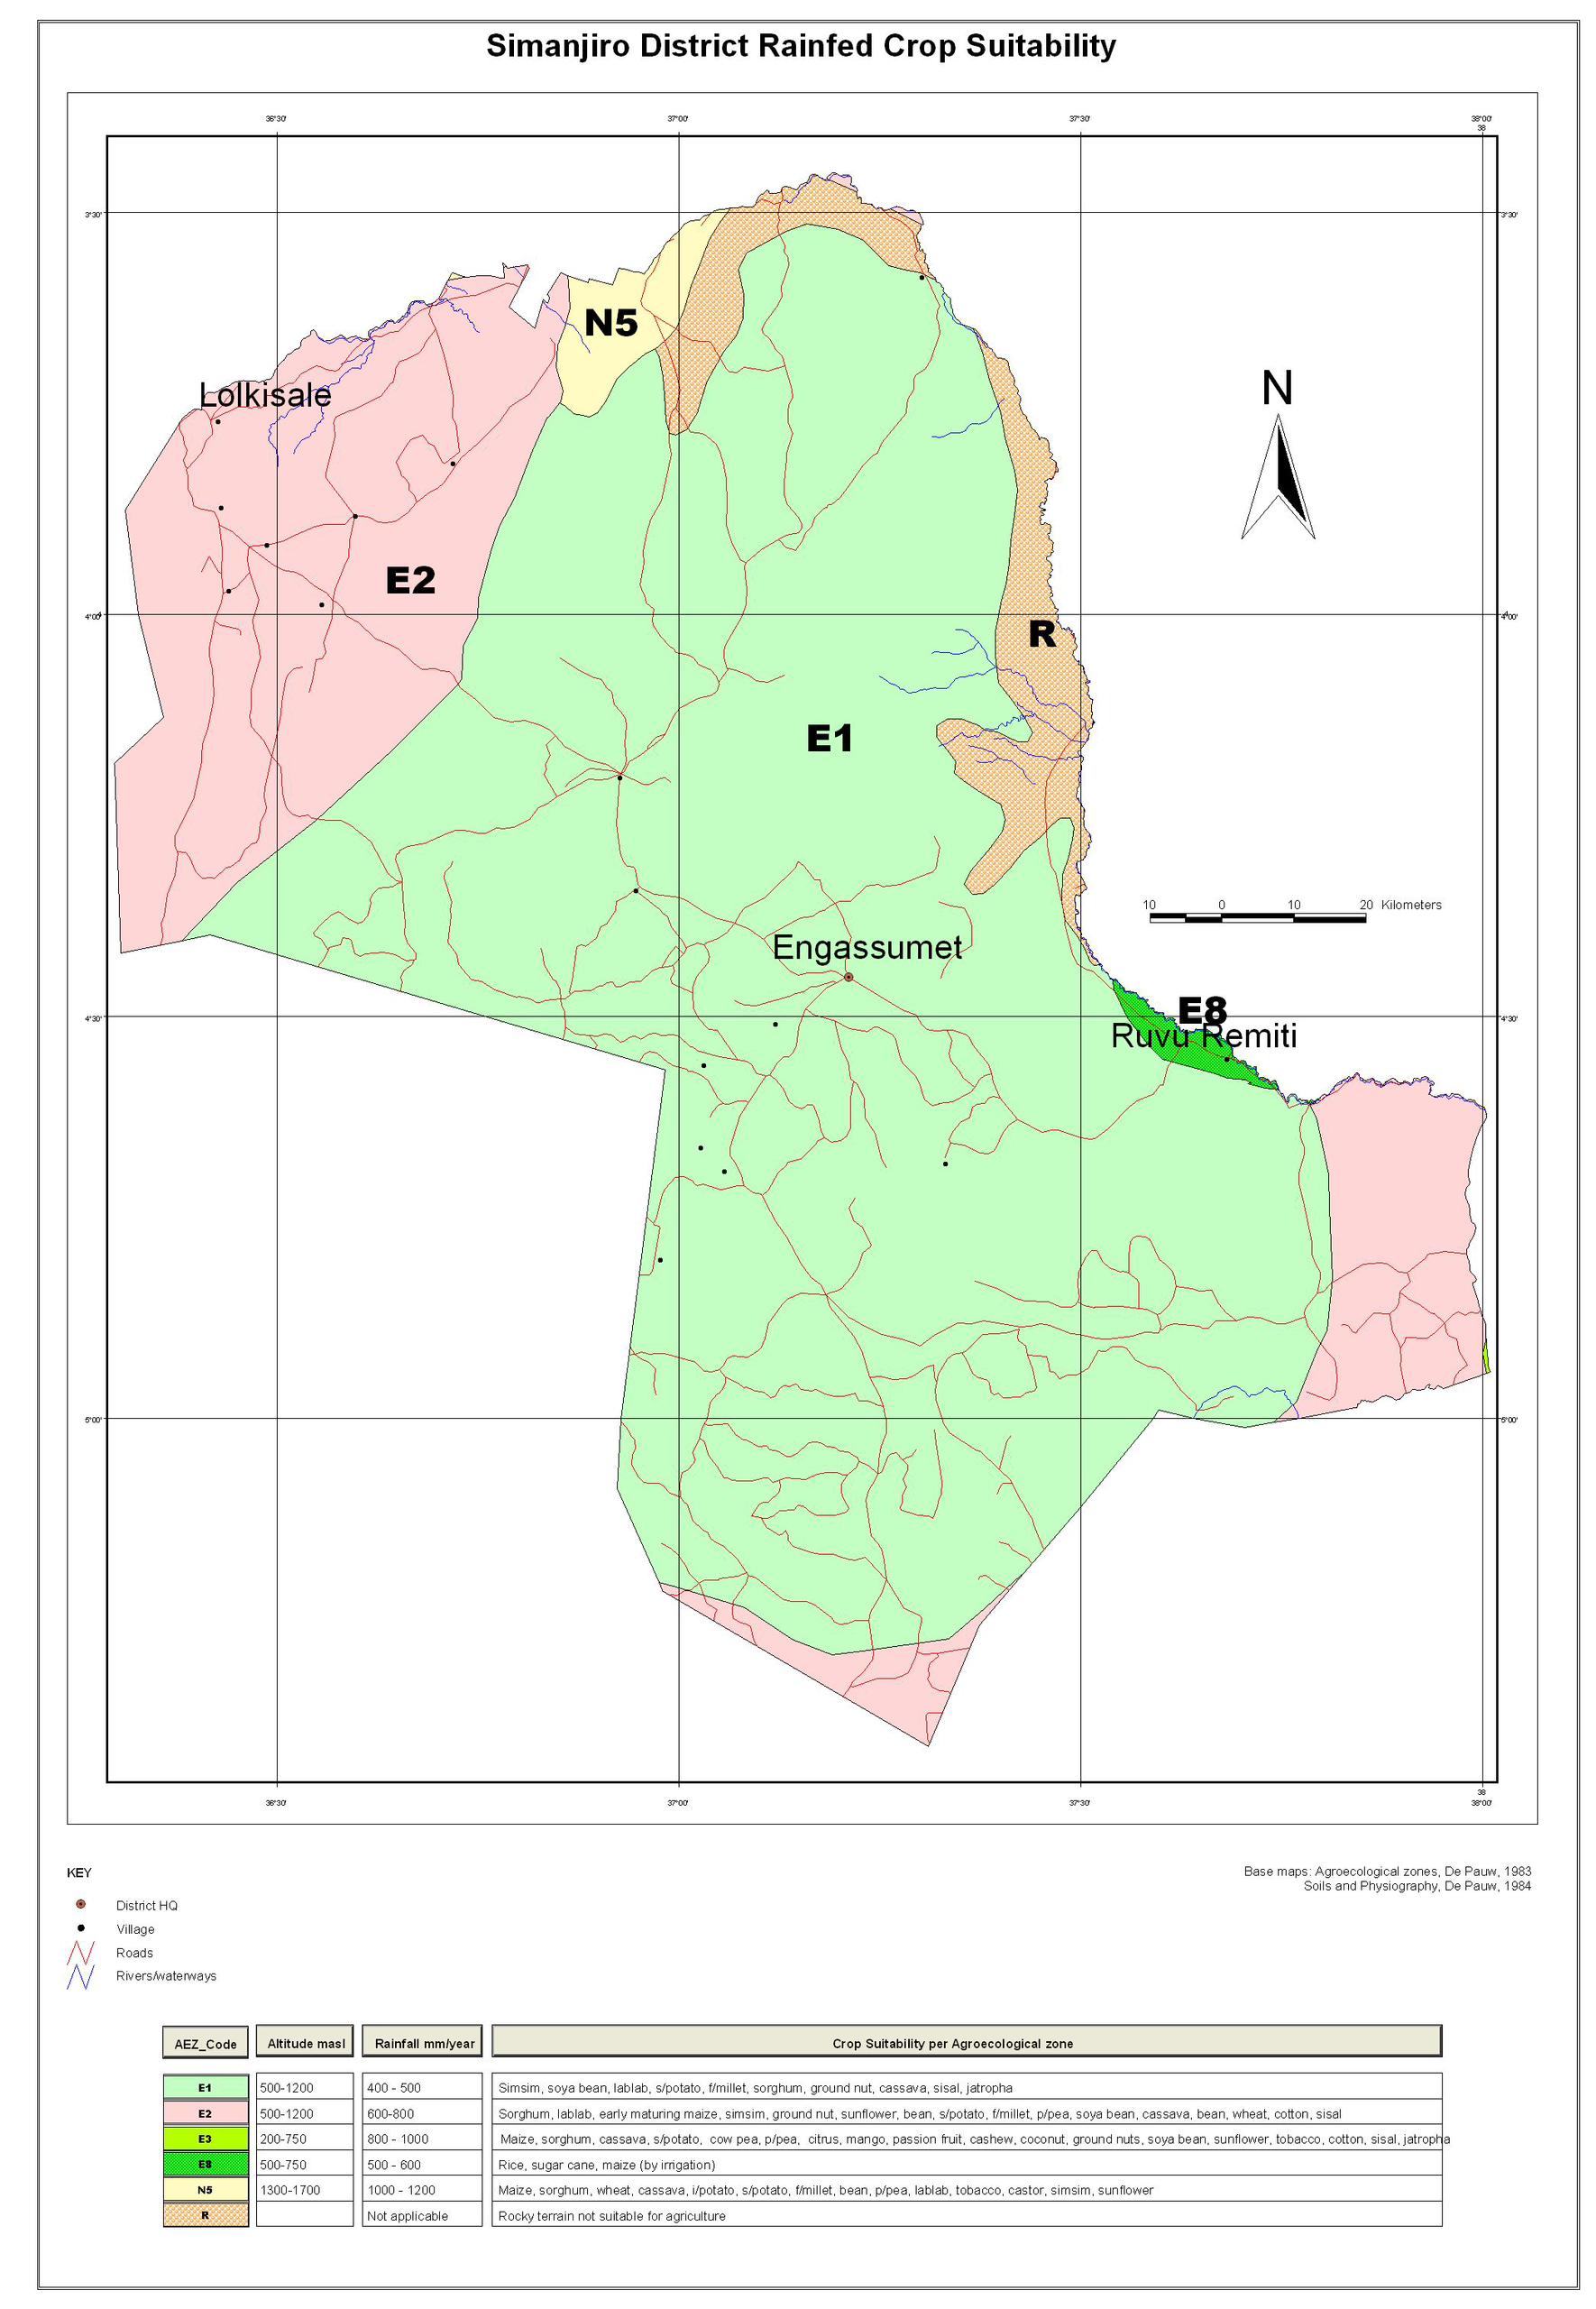 Simanjiro District Rainfed Crop Suitability
36°30' 37°00' 37°30' 38°00'
38
3°30' 3°30'
N5
Lolkisale
N
E2
4°00' 4 4 4°00'
R
E1
10 0 10 20 Kilometers
Engassumet
E8
4°30' 4°30'
Ruvu Remiti
5°00' 5°00'
38
36°30' 37°00' 37°30' 38°00'
KEY
Base maps: Agroecological zones, De Pauw, 1983
Soils and Physiography, De Pauw, 1984
District HQ
Village
Roads
Rivers/waterways
AEZ_Code Altitude masl Rainfall mm/year Crop Suitability per Agroecological zone
E1 500-1200 400 - 500 Simsim, soya bean, lablab, s/potato, f/millet, sorghum, ground nut, cassava, sisal, jatropha
E2 500-1200 600-800 Sorghum, lablab, early maturing maize, simsim, ground nut, sunflower, bean, s/potato, f/millet, p/pea, soya bean, cassava, bean, wheat, cotton, sisal
E3 200-750 800 - 1000 Maize, sorghum, cassava, s/potato, cow pea, p/pea, citrus, mango, passion fruit, cashew, coconut, ground nuts, soya bean, sunflower, tobacco, cotton, sisal, jatropha
E8 500-750 500 - 600 Rice, sugar cane, maize (by irrigation)
N5 1300-1700 1000 - 1200 Maize, sorghum, wheat, cassava, i/potato, s/potato, f/millet, bean, p/pea, lablab, tobacco, castor, simsim, sunflower
R Not applicable Rocky terrain not suitable for agriculture